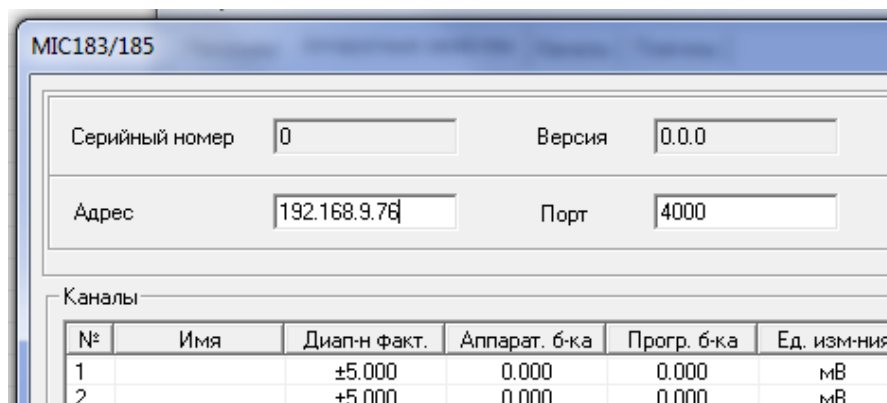 MIC183/185
Серийный номер 0 Версия 0.0.0
Адрес 192.168.9.76 Порт 4000
Каналы
№ Имя Диап-н факт. Аппарат. б-ка Прогр. б-ка Ед. изм-ния
1 ±5.000 0.000 0.000 мВ
2 ±5.000 0.000 0.000 мВ